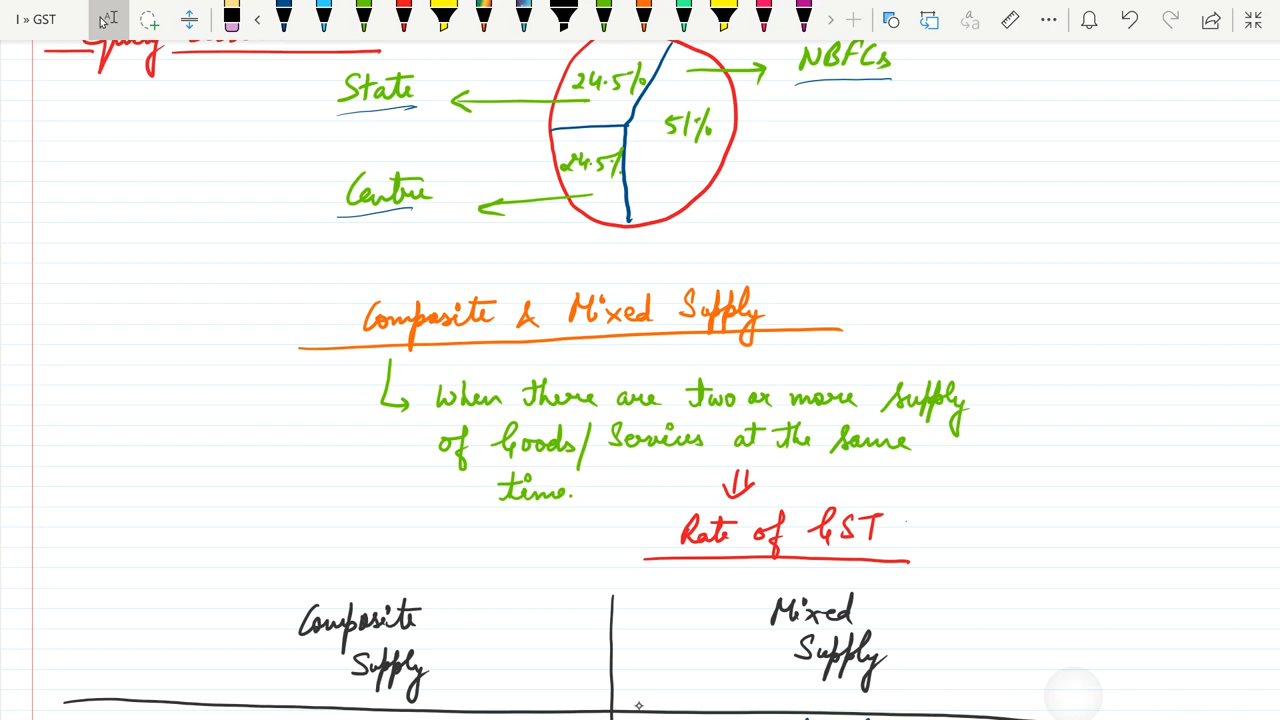 I » GST
Query
State
24.5%
NBFCs
51%
24.5%
Centre
Composite & Mixed Supply
When there are two or more supply
of Goods/Services at the same
time.
Rate of GST
Composite
Supply
Mixed
Supply